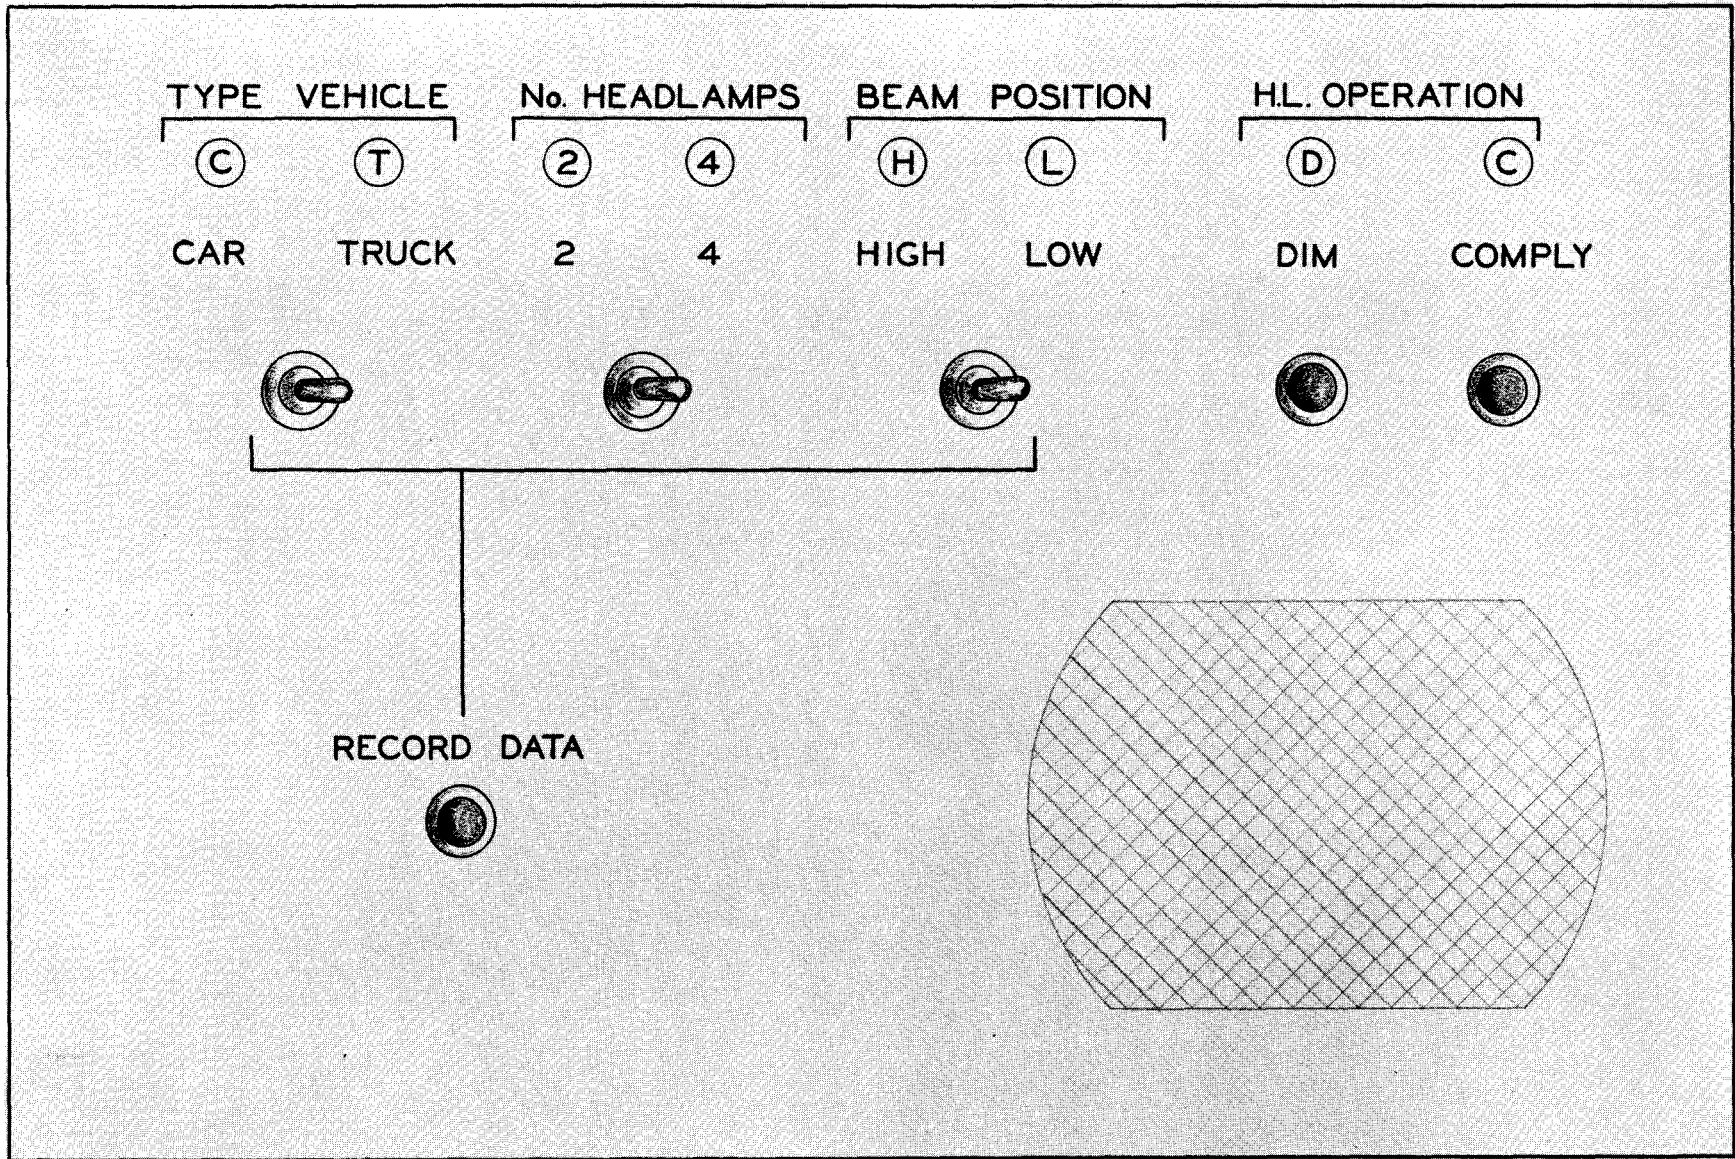 TYPE VEHICLE No. HEADLAMPS BEAM POSITION H.L. OPERATION
C T 2 4 H L D C
CAR TRUCK 2 4 HIGH LOW DIM COMPLY
RECORD DATA